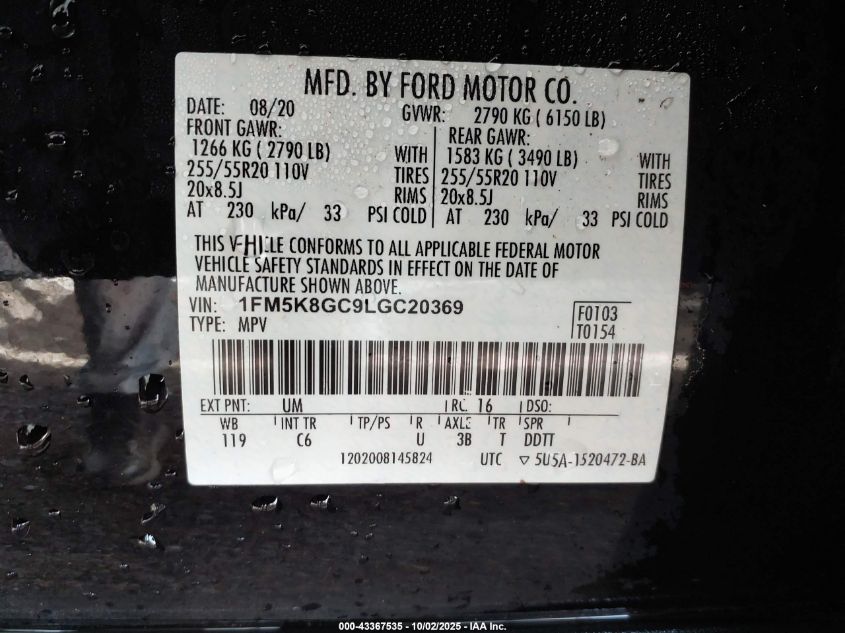 MFD. BY FORD MOTOR CO.
DATE: 08/20 GVWR: 2790 KG ( 6150 LB)
FRONT GAWR: REAR GAWR:
1266 KG ( 2790 LB) WITH 1583 KG ( 3490 LB) WITH
255/55R20 110V TIRES 255/55R20 110V TIRES
20x8.5J RIMS 20x8.5J RIMS
AT 230 kPa/ 33 PSI COLD AT 230 kPa/ 33 PSI COLD
THIS VEHICLE CONFORMS TO ALL APPLICABLE FEDERAL MOTOR
VEHICLE SAFETY STANDARDS IN EFFECT ON THE DATE OF
MANUFACTURE SHOWN ABOVE.
VIN: 1FM5K8GC9LGC20369 F0103
TYPE: MPV T0154
EXT PNT: UM RC: 16 DSO:
WB INT TR TP/PS R AXLE TR SPR
119 C6 U 3B T DDTT
1202008145824 UTC ▽ 5U5A-1520472-BA
000-43367535 - 10/02/2025 - IAA Inc.